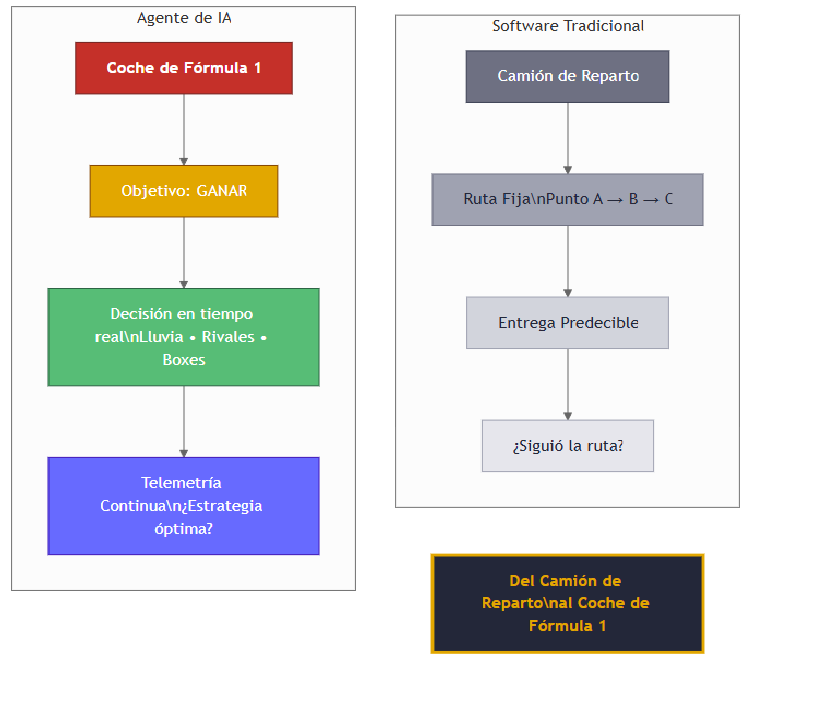 Agente de IA
Coche de Fórmula 1
Objetivo: GANAR
Decisión en tiempo
real\nLluvia • Rivales •
Boxes
Telemetría
Continua\n¿Estrategia
óptima?
Software Tradicional
Camión de Reparto
Ruta Fija\nPunto A → B → C
Entrega Predecible
¿Siguió la ruta?
Del Camión de
Reparto\nal Coche de
Fórmula 1